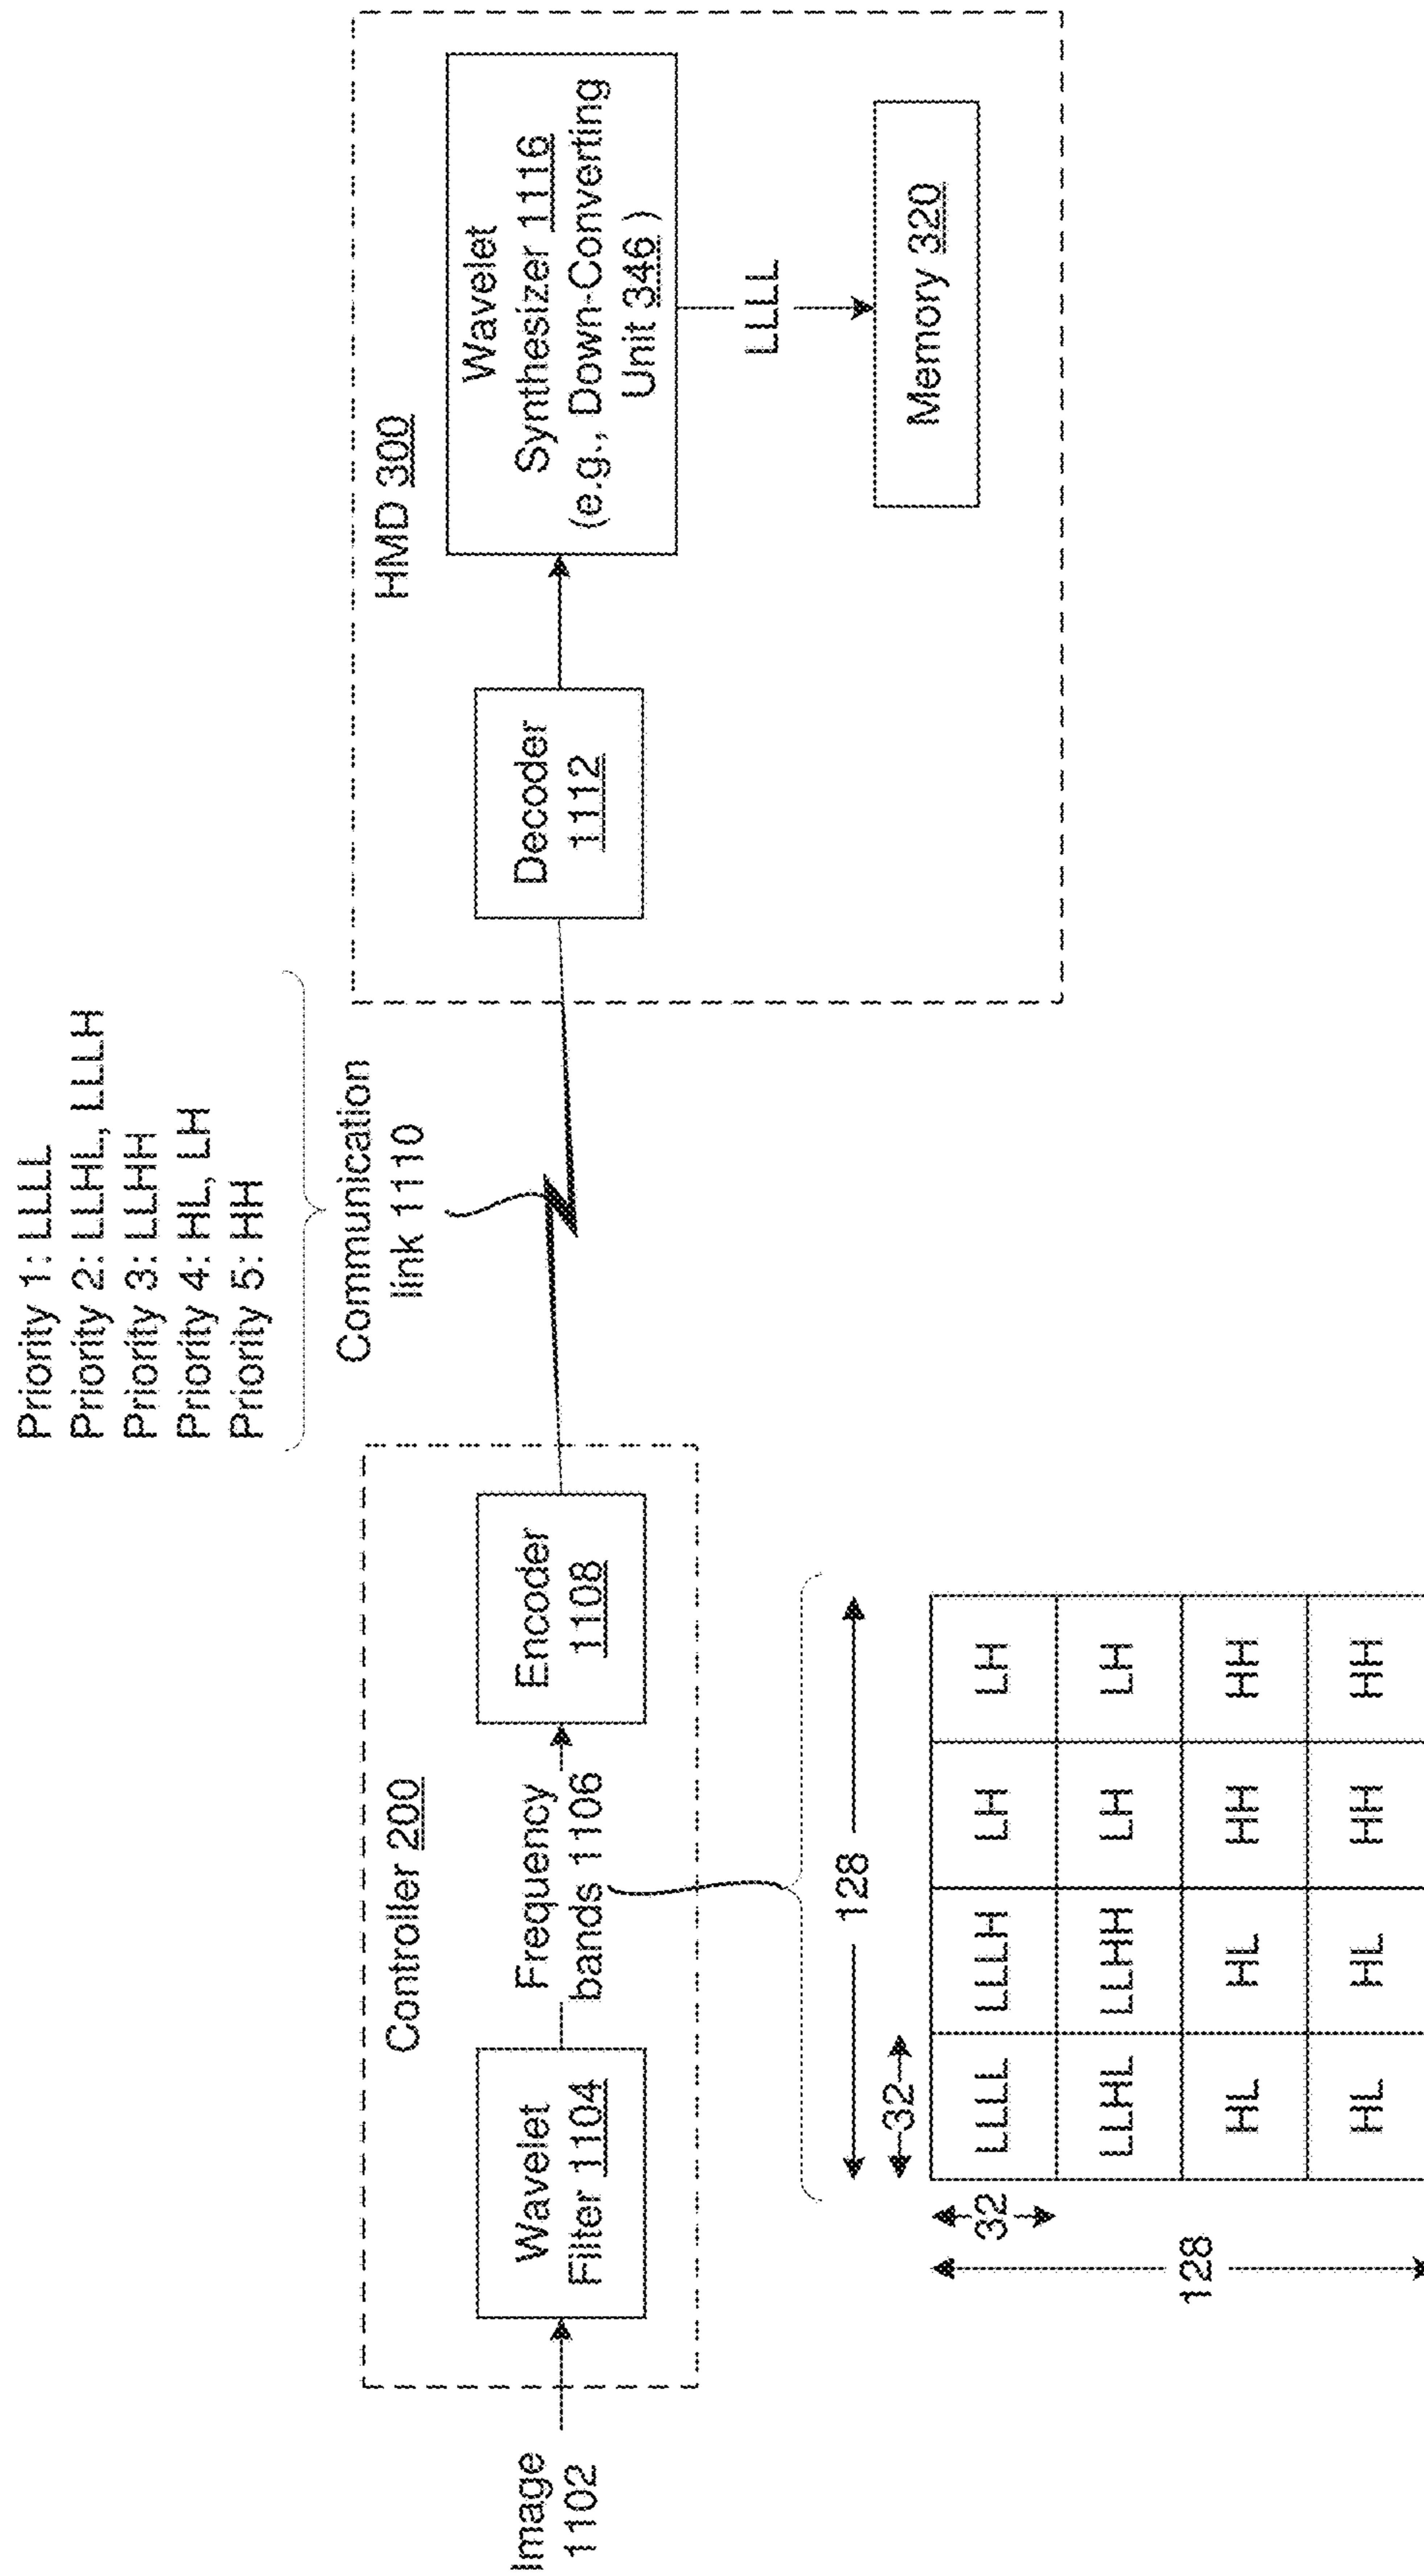 Priority 1: LLLL
Priority 2: LLHL, LLLH
Priority 3: LLHH
Priority 4: HL, LH
Priority 5: HH
Communication
link 1110
Controller 200
HMD 300
Image
1102
Wavelet
Filter 1104
Frequency
bands 1106
Encoder
1108
Decoder
1112
Wavelet
Synthesizer 1116
(e.g., Down-Converting
Unit 346 )
LLLL
Memory 320
128
32
32
128
LLLL LLLH LH LH
LLHL LLHH LH LH
HL HL HH HH
HL HL HH HH